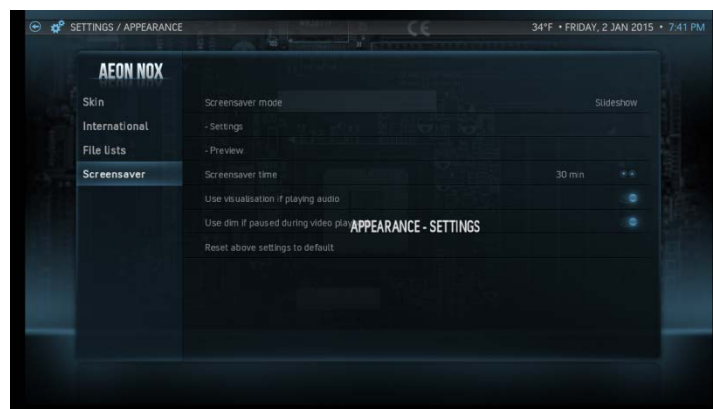 SETTINGS / APPEARANCE
34°F • FRIDAY, 2 JAN 2015 • 7:41 PM
AEON NOX
Skin
International
File lists
Screensaver
Screensaver mode Slideshow
- Settings
- Preview
Screensaver time 30 min
Use visualisation if playing audio
Use dim if paused during video
APPEARANCE - SETTINGS
Reset above settings to default